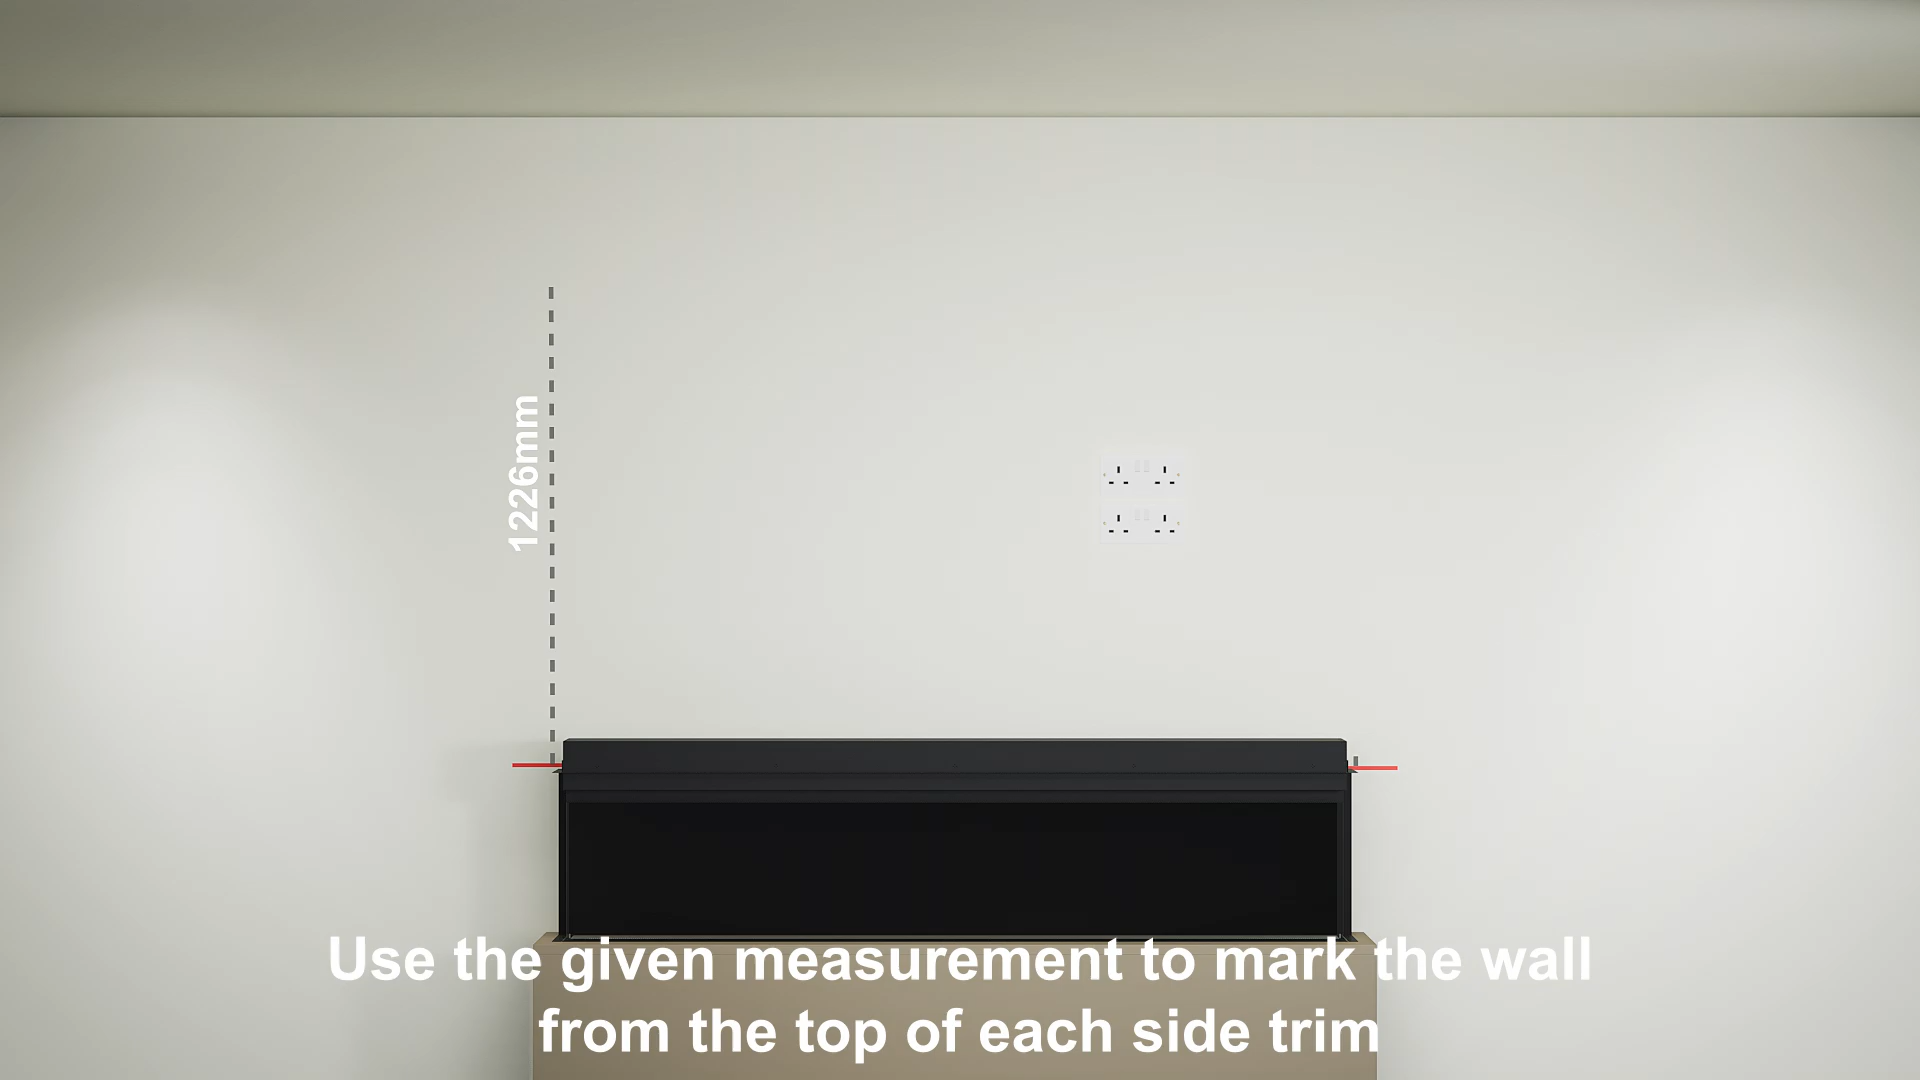 1226mm
Use the given measurement to mark the wall
from the top of each side trim